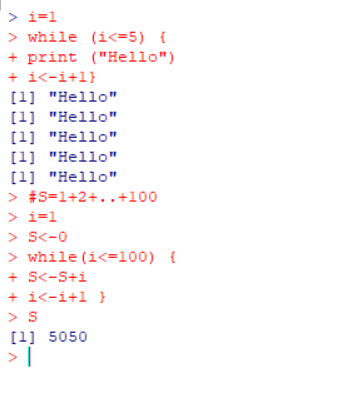 > i=1
> while (i<=5) {
+ print ("Hello")
+ i<-i+1}
[1] "Hello"
[1] "Hello"
[1] "Hello"
[1] "Hello"
[1] "Hello"
> #S=1+2+..+100
> i=1
> S<-0
> while(i<=100) {
+ S<-S+i
+ i<-i+1 }
> S
[1] 5050
>